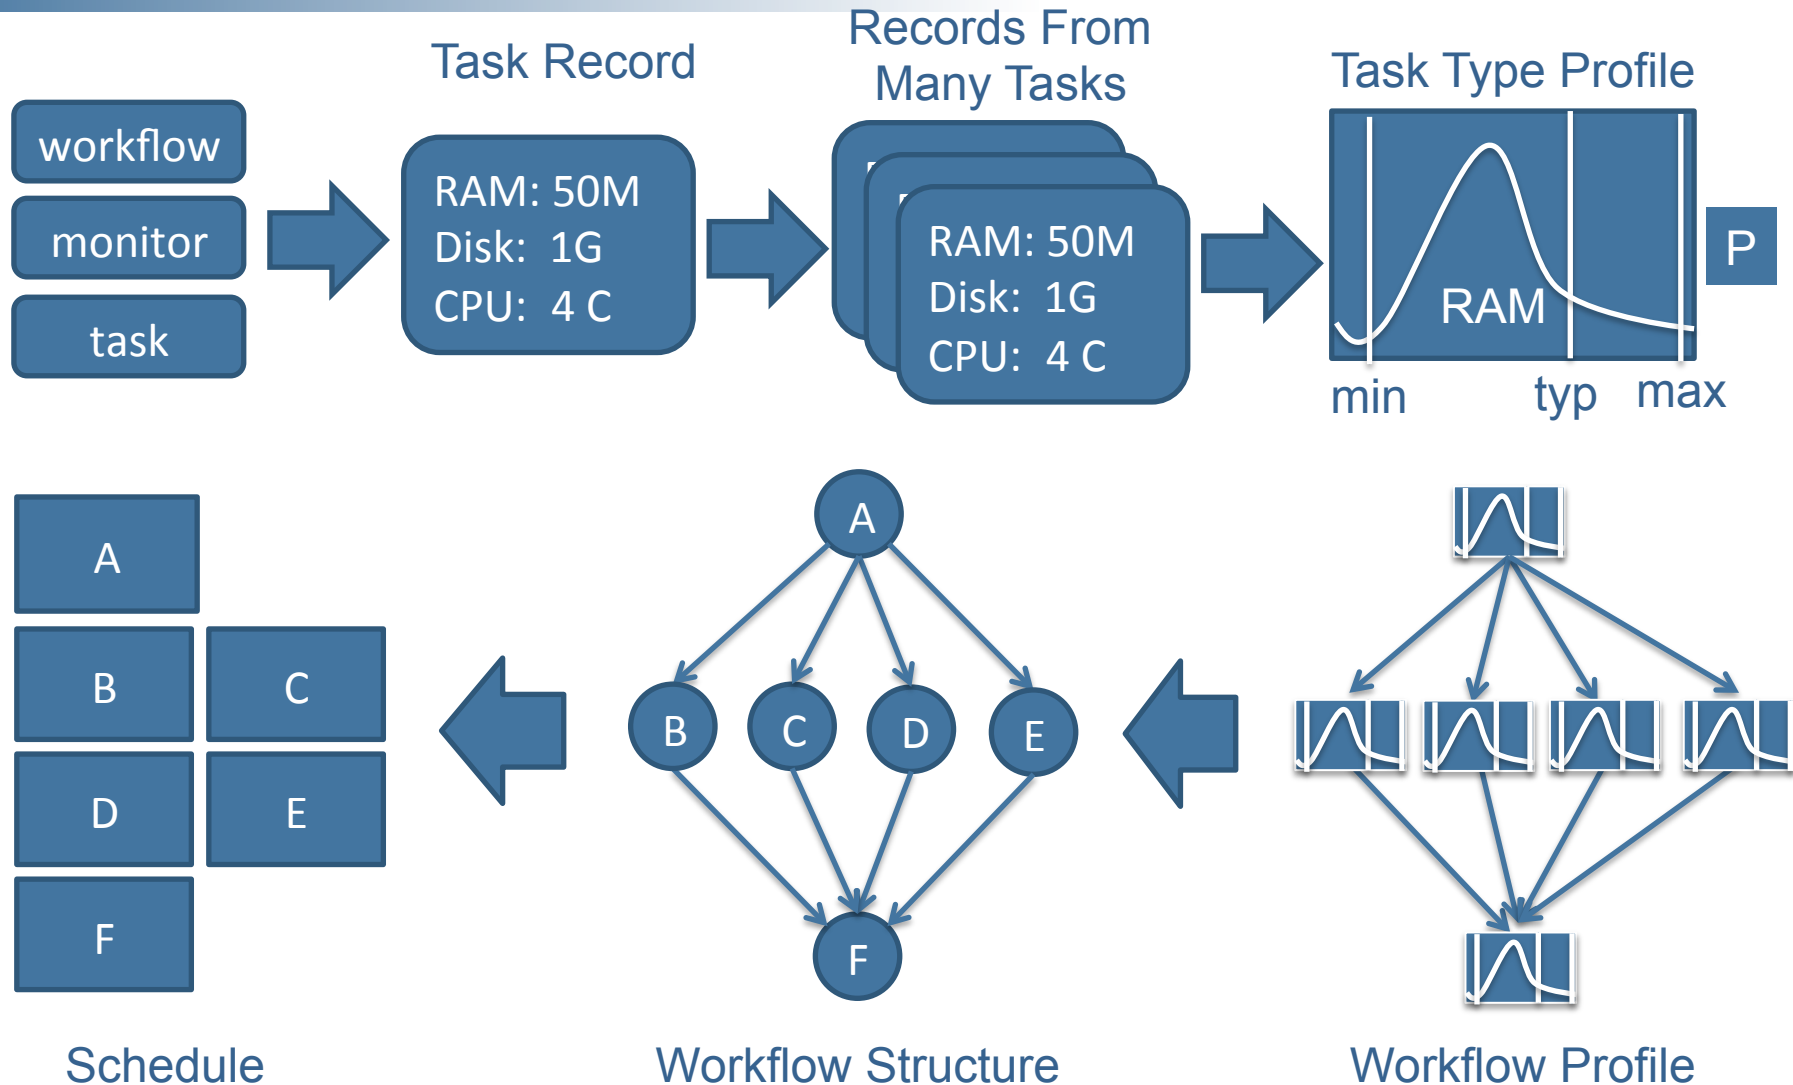 Task Record
Records From
Many Tasks
Task Type Profile
workflow
monitor
task
RAM: 50M
Disk: 1G
CPU: 4 C
RAM: 50M
Disk: 1G
CPU: 4 C
RAM
P
min
typ
max
A
B
C
D
E
F
A
B
C
D
E
F
Schedule
Workflow Structure
Workflow Profile